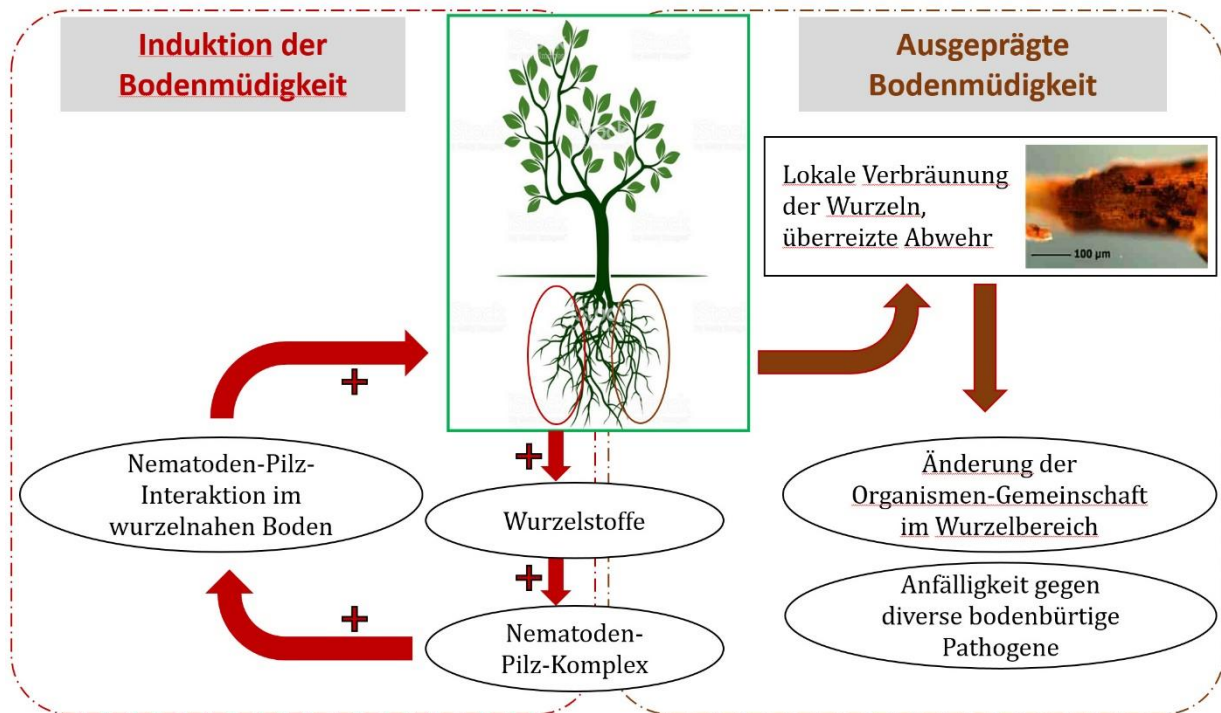 Induktion der
Bodenmüdigkeit
Ausgeprägte
Bodenmüdigkeit
Lokale Verbräunung
der Wurzeln,
überreizte Abwehr
100 µm
+
Nematoden-Pilz-
Interaktion im
wurzelnahen Boden
+
Wurzelstoffe
+
+
Nematoden-
Pilz-Komplex
Änderung der
Organismen-Gemeinschaft
im Wurzelbereich
Anfälligkeit gegen
diverse bodenbürtige
Pathogene